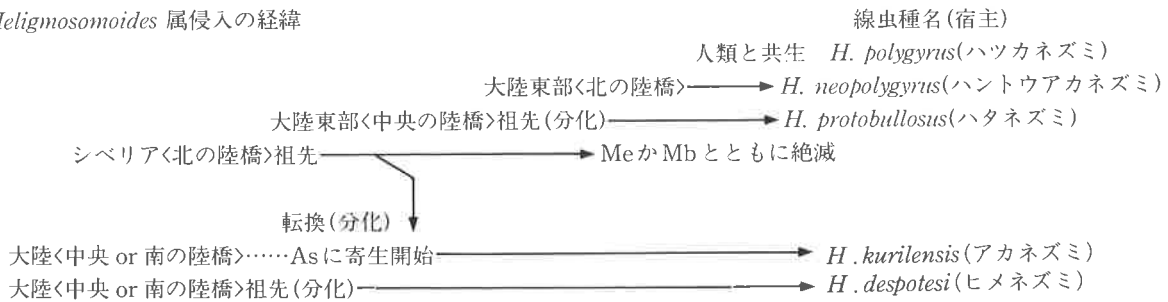 Heligmosomoides 属侵入の経緯 線虫種名(宿主)
人類と共生 H. polygyrus(ハツカネズミ)
大陸東部<北の陸橋> H. neopolygyrus(ハントウアカネズミ)
大陸東部<中央の陸橋>祖先(分化) H. protobullosus(ハタネズミ)
シベリア<北の陸橋>祖先 MeかMbとともに絶滅
転換(分化)
大陸<中央 or 南の陸橋>……Asに寄生開始 H. kurilensis(アカネズミ)
大陸<中央 or 南の陸橋>祖先(分化) H. despotesi(ヒメネズミ)